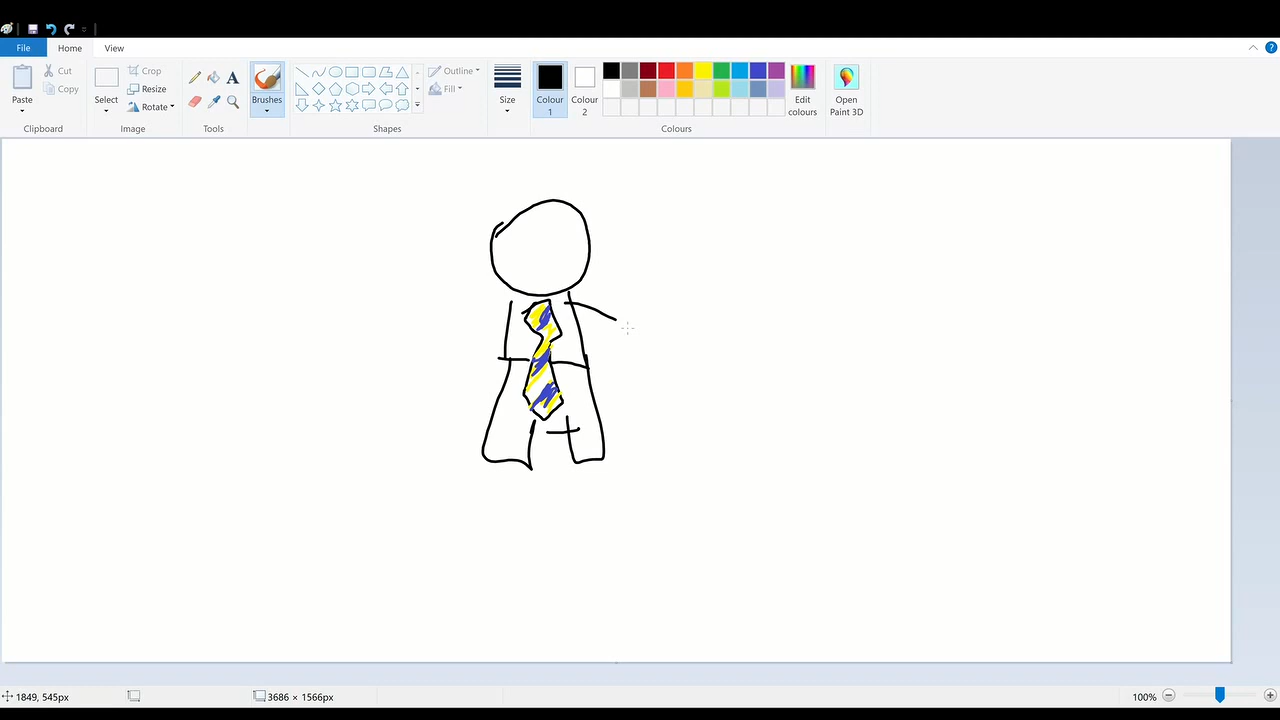 File Home View
Paste Cut Copy Clipboard
Select Crop Resize Rotate Image
A Tools
Brushes
Outline Fill Shapes
Size
Colour 1 Colour 2 Edit colours Colours
Open Paint 3D
1849, 545px 3686 × 1566px 100%